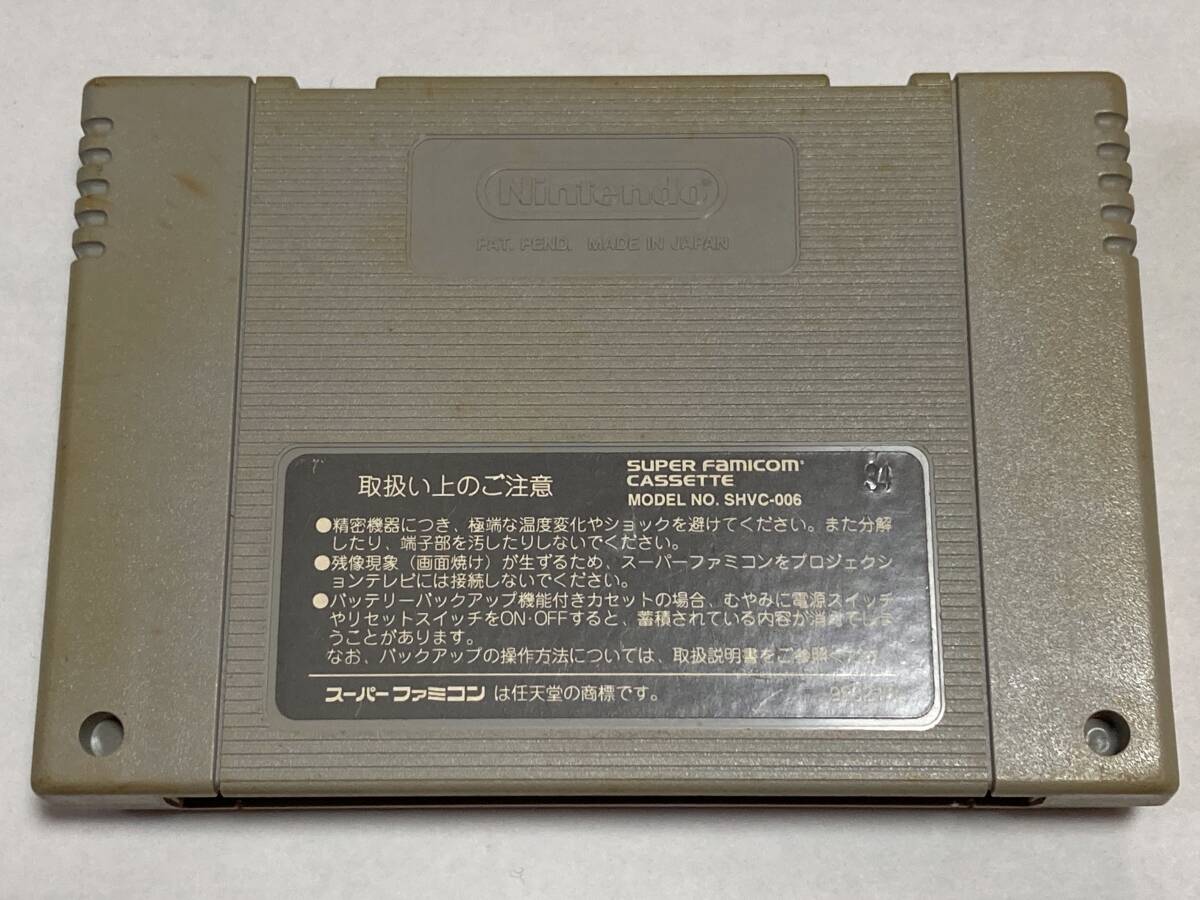 Nintendo®
PAT. PEND. MADE IN JAPAN
取扱い上のご注意
SUPER FAMICOM®
CASSETTE
MODEL NO. SHVC-006
34
●精密機器につき、極端な温度変化やショックを避けてください。また分解
したり、端子部を汚したりしないでください。
●残像現象（画面焼け）が生ずるため、スーパーファミコンをプロジェクシ
ョンテレビには接続しないでください。
●バッテリーバックアップ機能付きカセットの場合、むやみに電源スイッチ
やリセットスイッチをON·OFFすると、蓄積されている内容が消えてしま
うことがあります。
なお、バックアップの操作方法については、取扱説明書をご参照ください
スーパーファミコン は任天堂の商標です。